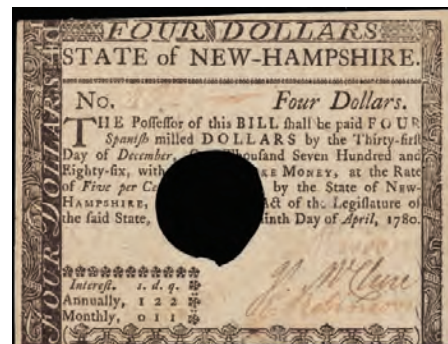 FOUR DOLLARS
STATE of NEW-HAMPSHIRE.
No. Four Dollars.
THE Poſſeſſor of this BILL ſhall be paid FOUR
Spaniſh milled DOLLARS by the Thirty-firſt
Day of December, Thouſand Seven Hundred and
Eighty-ſix, with MONEY, at the Rate
of Five per by the State of NEW-
HAMPSHIRE, Act of the Legiſlature of
the ſaid State, Day of April, 1780.
Intereſt. s. d. q.
Annually, 1 2 2
Monthly, 0 1 1
McClure
Robinson
FOUR DOLLARS